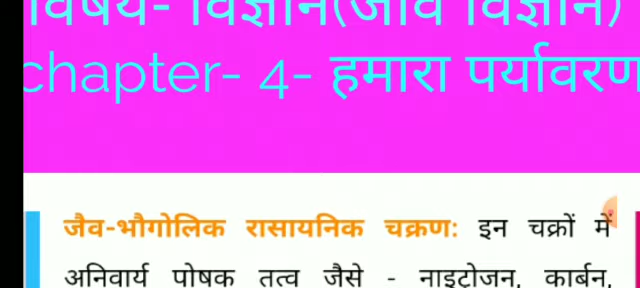 विषय- विज्ञान(जीव विज्ञान)
chapter- 4- हमारा पर्यावरण
जैव-भौगोलिक रासायनिक चक्रण: इन चक्रों में
अनिवार्य पोषक तत्व जैसे - नाइट्रोजन, कार्बन,